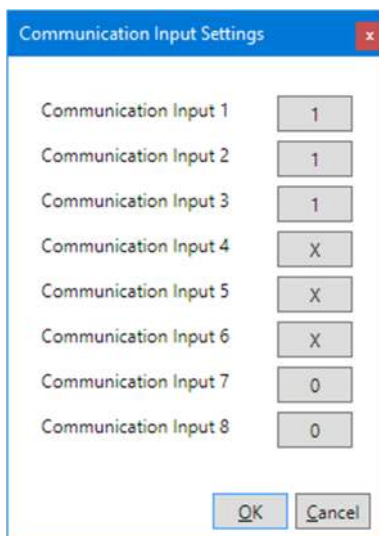 Communication Input Settings x
Communication Input 1 1
Communication Input 2 1
Communication Input 3 1
Communication Input 4 X
Communication Input 5 X
Communication Input 6 X
Communication Input 7 0
Communication Input 8 0
OK Cancel